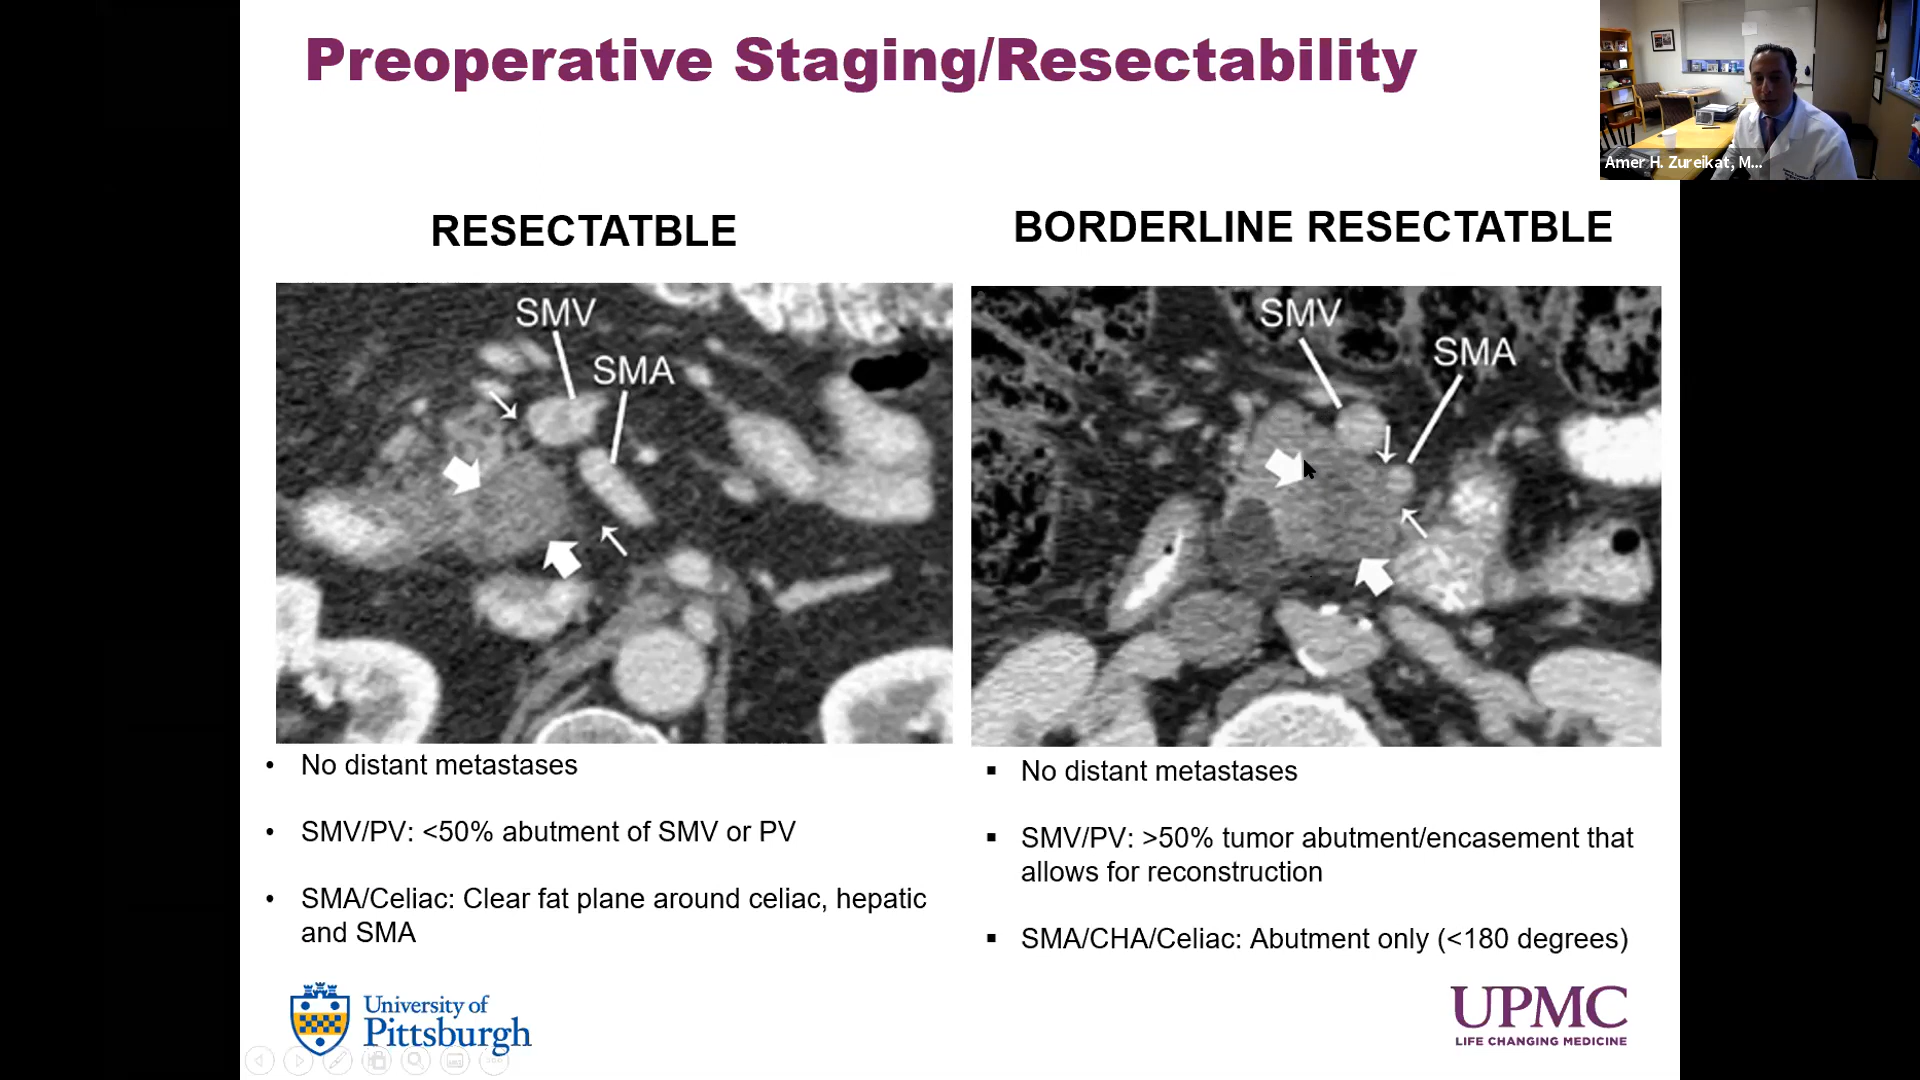 Preoperative Staging/Resectability
Amer H. Zureikat, M...
RESECTATBLE
BORDERLINE RESECTATBLE
SMV
SMA
SMV
SMA
• No distant metastases
• SMV/PV: <50% abutment of SMV or PV
• SMA/Celiac: Clear fat plane around celiac, hepatic
and SMA
▪ No distant metastases
▪ SMV/PV: >50% tumor abutment/encasement that
allows for reconstruction
▪ SMA/CHA/Celiac: Abutment only (<180 degrees)
University of
Pittsburgh
UPMC
LIFE CHANGING MEDICINE